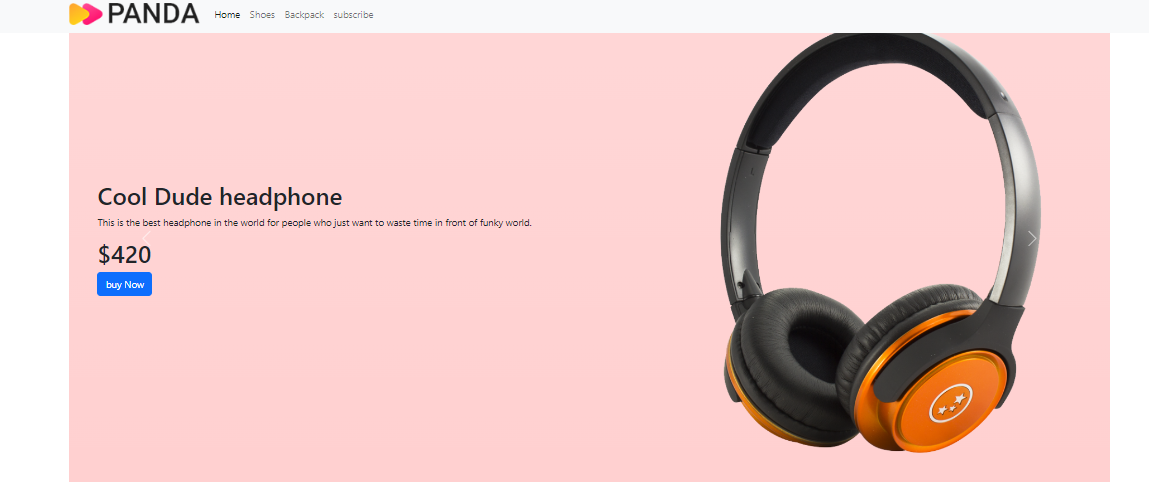 PANDA
Home Shoes Backpack subscribe
Cool Dude headphone
This is the best headphone in the world for people who just want to waste time in front of funky world.
$420
buy Now